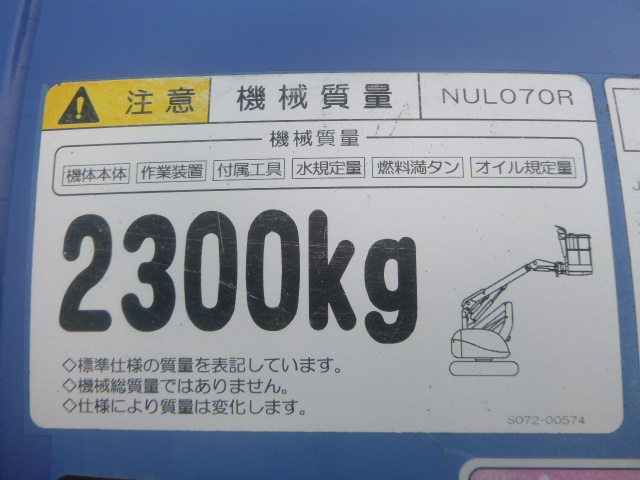 注意 機械質量 NUL070R
機械質量
機体本体 作業装置 付属工具 水規定量 燃料満タン オイル規定量
2300kg
◇標準仕様の質量を表記しています。
◇機械総質量ではありません。
◇仕様により質量は変化します。
S072-00574